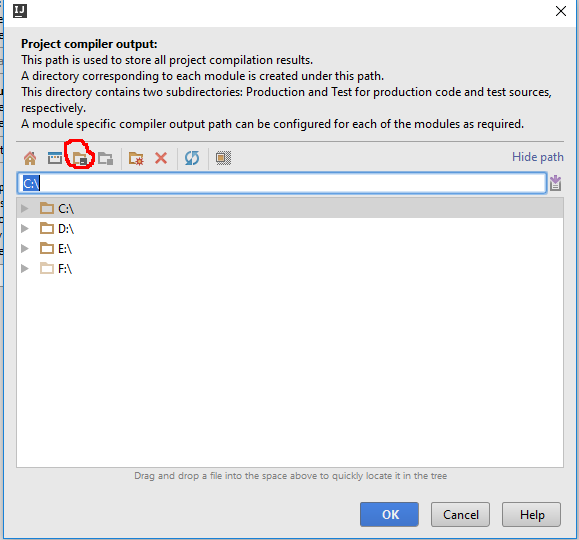 IJ
Project compiler output:
This path is used to store all project compilation results.
A directory corresponding to each module is created under this path.
This directory contains two subdirectories: Production and Test for production code and test sources,
respectively.
A module specific compiler output path can be configured for each of the modules as required.
Hide path
C:\
C:\
D:\
E:\
F:\
Drag and drop a file into the space above to quickly locate it in the tree
OK
Cancel
Help